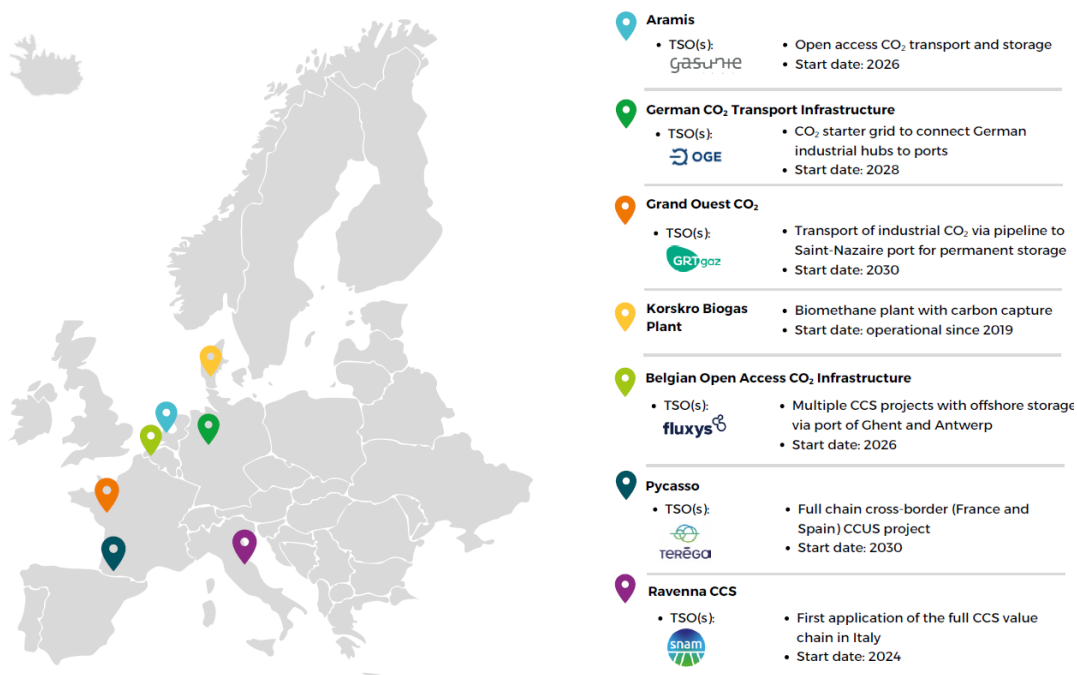 Aramis
• TSO(s):
gasunie
• Open access CO₂ transport and storage
• Start date: 2026
German CO₂ Transport Infrastructure
• TSO(s):
OGE
• CO₂ starter grid to connect German
industrial hubs to ports
• Start date: 2028
Grand Ouest CO₂
• TSO(s):
GRTgaz
• Transport of industrial CO₂ via pipeline to
Saint-Nazaire port for permanent storage
• Start date: 2030
Korskro Biogas
Plant
• Biomethane plant with carbon capture
• Start date: operational since 2019
Belgian Open Access CO₂ Infrastructure
• TSO(s):
fluxys
• Multiple CCS projects with offshore storage
via port of Ghent and Antwerp
• Start date: 2026
Pycasso
• TSO(s):
TERĒGA
• Full chain cross-border (France and
Spain) CCUS project
• Start date: 2030
Ravenna CCS
• TSO(s):
snam
• First application of the full CCS value
chain in Italy
• Start date: 2024